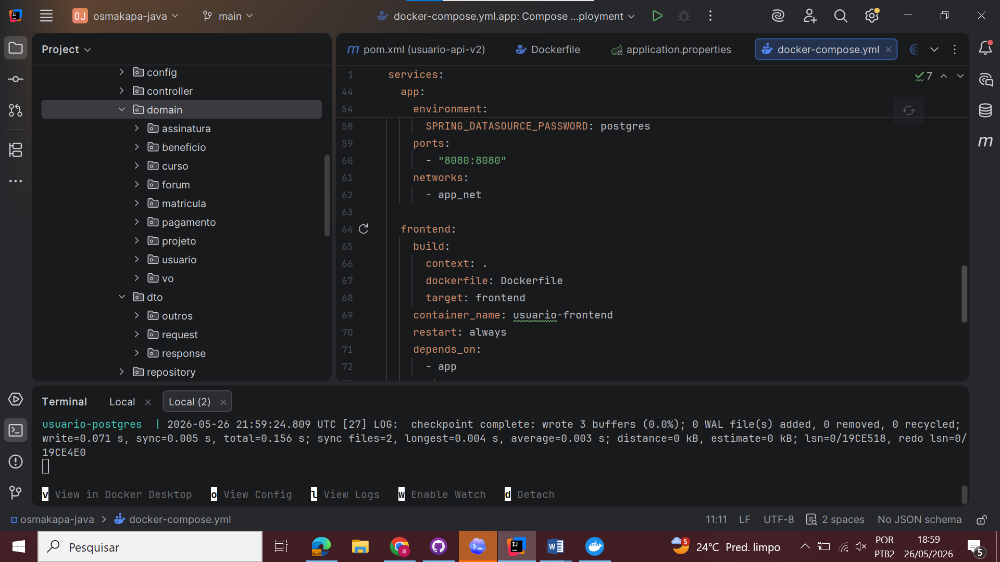 OJ osmakapa-java main docker-compose.yml.app: Compose ...ployment
Project
config
controller
domain
assinatura
beneficio
curso
forum
matricula
pagamento
projeto
usuario
vo
dto
outros
request
response
repository
m pom.xml (usuario-api-v2) Dockerfile application.properties docker-compose.yml
7
1 services:
44 app:
54 environment:
58 SPRING_DATASOURCE_PASSWORD: postgres
59 ports:
60 - "8080:8080"
61 networks:
62 - app_net
63
64 frontend:
65 build:
66 context: .
67 dockerfile: Dockerfile
68 target: frontend
69 container_name: usuario-frontend
70 restart: always
71 depends_on:
72 - app
m
Terminal Local Local (2)
usuario-postgres | 2026-05-26 21:59:24.809 UTC [27] LOG: checkpoint complete: wrote 3 buffers (0.0%); 0 WAL file(s) added, 0 removed, 0 recycled;
write=0.071 s, sync=0.005 s, total=0.156 s; sync files=2, longest=0.004 s, average=0.003 s; distance=0 kB, estimate=0 kB; lsn=0/19CE518, redo lsn=0/
19CE4E0
v View in Docker Desktop o View Config l View Logs w Enable Watch d Detach
osmakapa-java > docker-compose.yml 11:11 LF UTF-8 2 spaces No JSON schema
Pesquisar
5 24°C Pred. limpo
POR
PTB2
18:59
26/05/2026
5